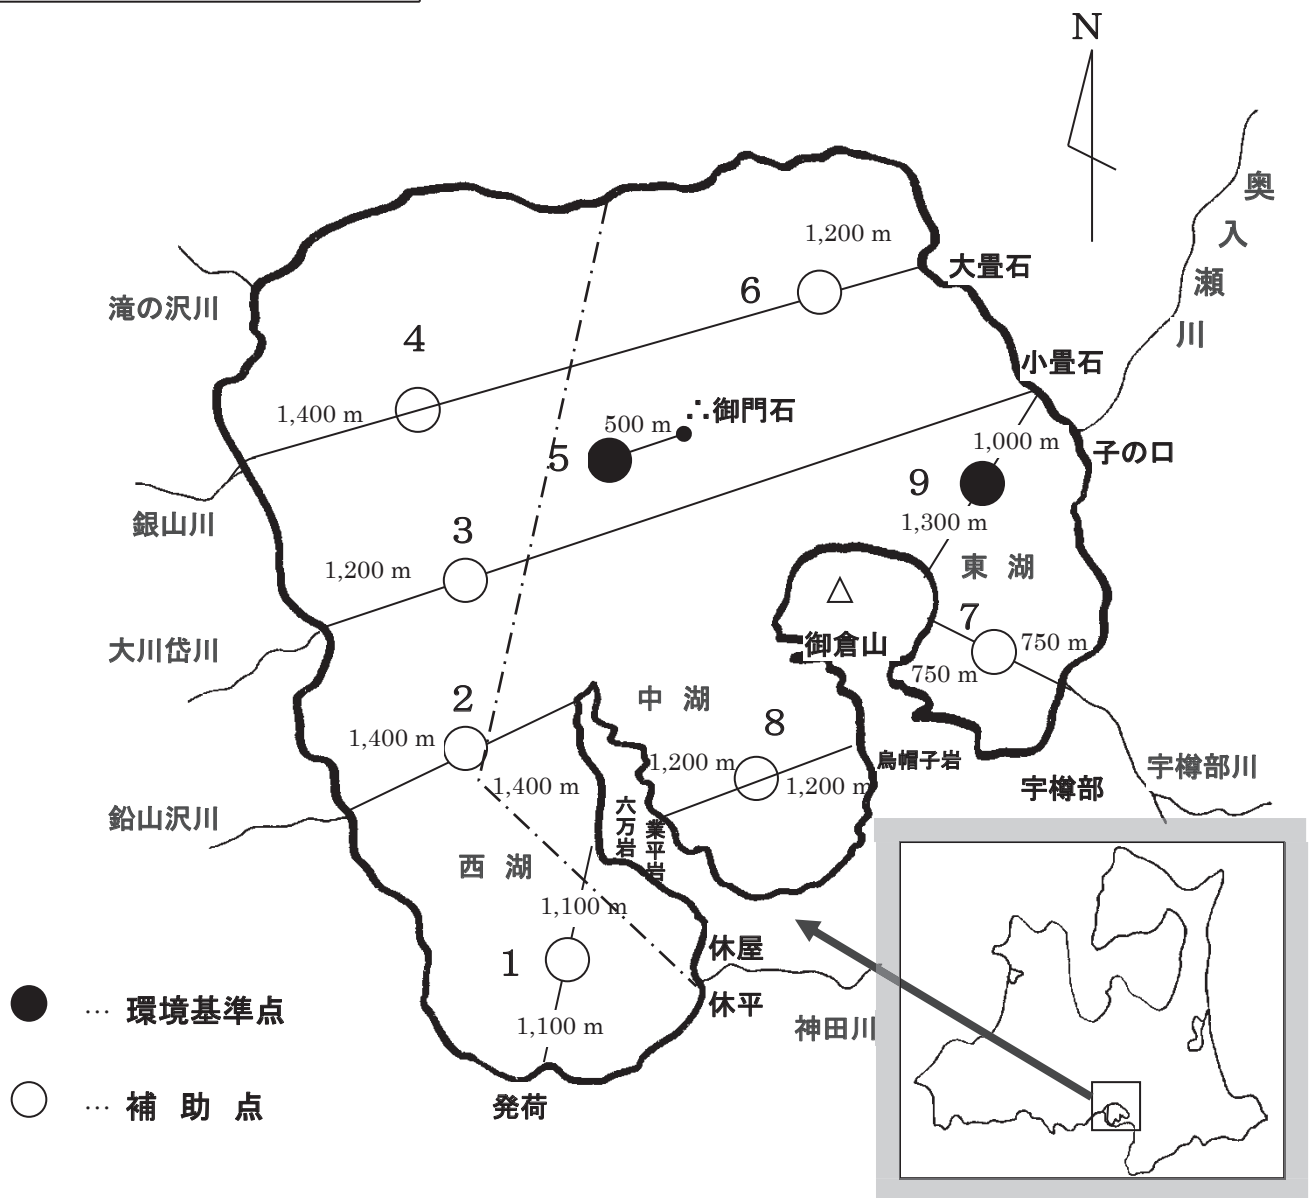 N
奥入瀬川
1,200 m
大畳石
6
滝の沢川
4
小畳石
1,400 m
∴御門石
500 m
1,000 m
子の口
5
9
銀山川
3
1,300 m
1,200 m
東 湖
7
大川岱川
御倉山
750 m
750 m
2
中 湖
8
1,400 m
1,200 m
烏帽子岩
宇樽部川
1,400 m
1,200 m
宇樽部
鉛山沢川
六万岩
業平岩
西 湖
1,100 m
1
休屋
休平
… 環境基準点
1,100 m
神田川
… 補 助 点
発荷